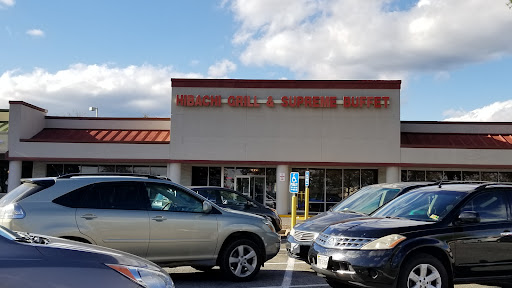 HIBACHI GRILL & SUPREME BUFFET